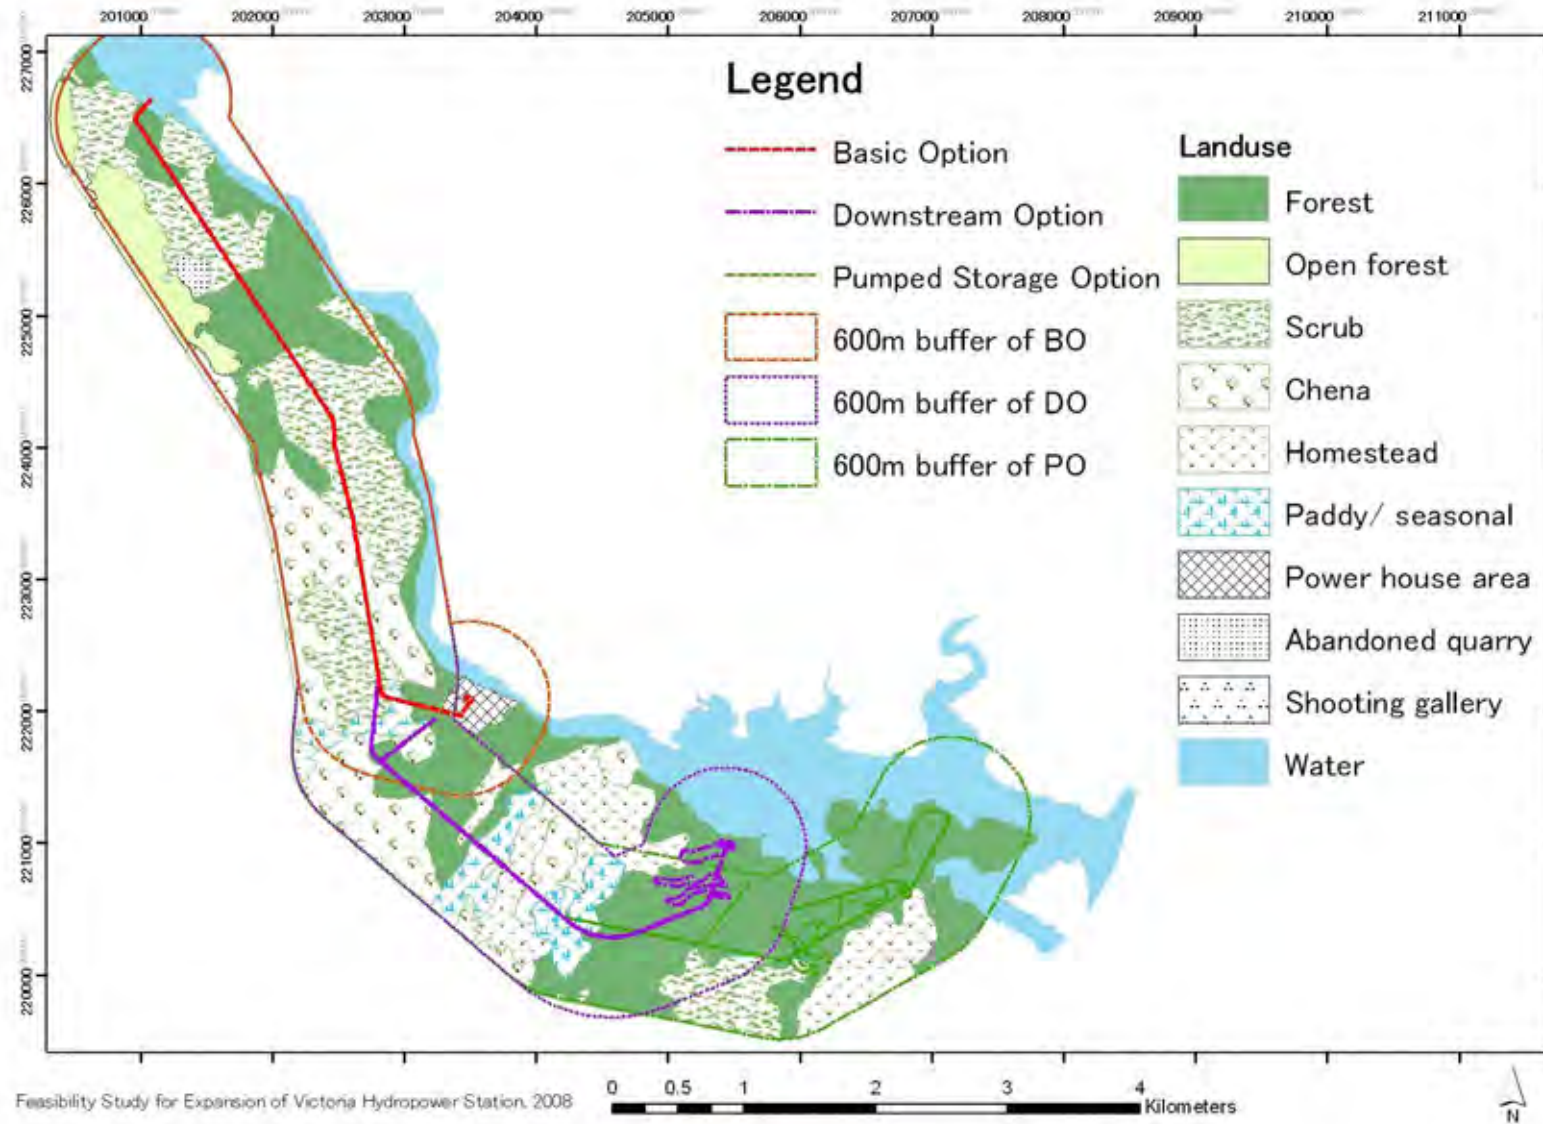 201000 202000 203000 204000 205000 206000 207000 208000 209000 210000 211000
227000
226000
225000
224000
223000
222000
221000
220000
Legend
Basic Option
Downstream Option
Pumped Storage Option
600m buffer of BO
600m buffer of DO
600m buffer of PO
Landuse
Forest
Open forest
Scrub
Chena
Homestead
Paddy/ seasonal
Power house area
Abandoned quarry
Shooting gallery
Water
Feasibility Study for Expansion of Victoria Hydropower Station, 2008
0 0.5 1 2 3 4
Kilometers
N